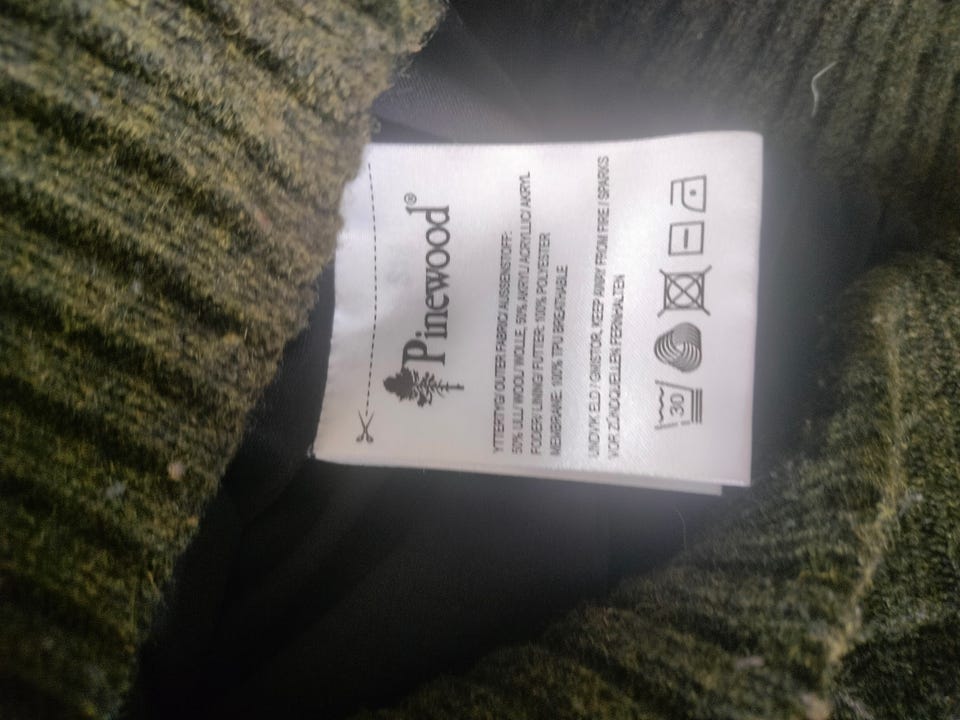 Pinewood®
YTTERTYG/ OUTER FABRIC/ AUSSENSTOFF:
50% ULL/ WOOL/ WOLLE, 50% AKRYL/ ACRYLLIC/ AKRYL
FODER/ LINING/ FUTTER: 100% POLYESTER
MEMBRANE: 100% TPU BREATHABLE
UNDVIK ELD / GNISTOR, KEEP AWAY FROM FIRE / SPARKS
VOR ZÜNDQUELLEN FERNHALTEN
30